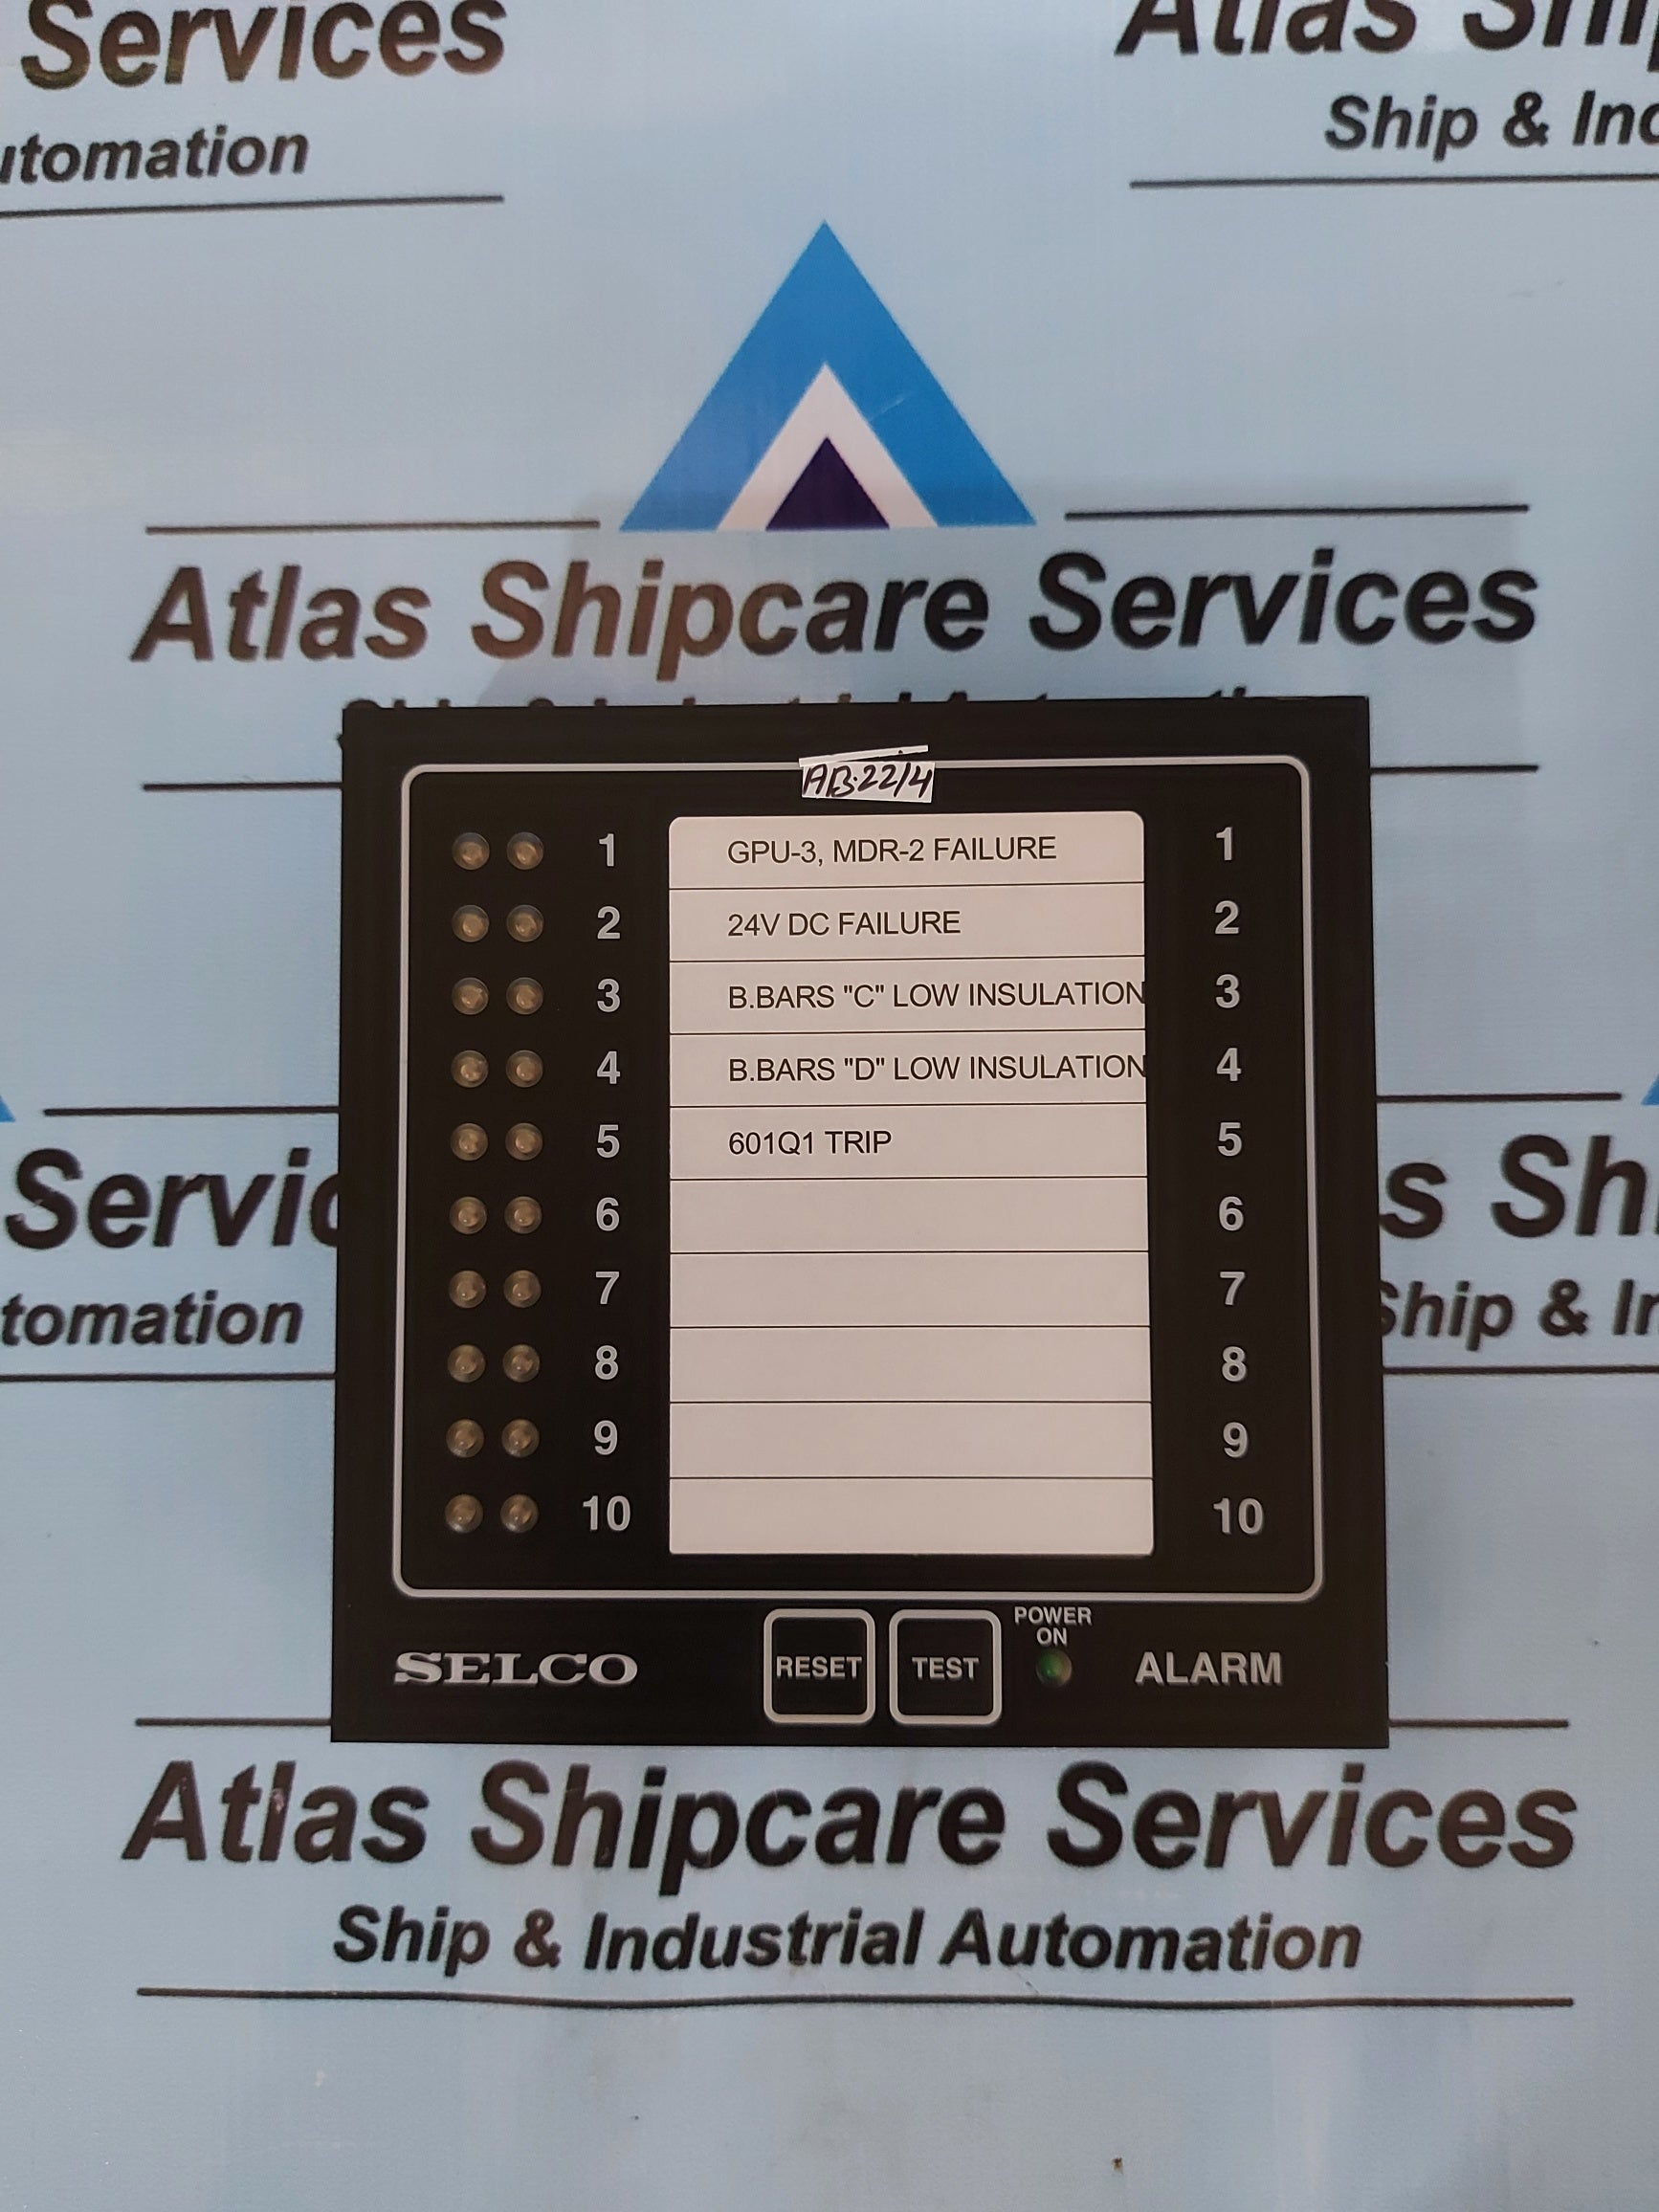 Services
Atlas Ship
utomation
Ship & Ind
Atlas Shipcare Services
AB.22/4
1 GPU-3, MDR-2 FAILURE 1
2 24V DC FAILURE 2
3 B.BARS "C" LOW INSULATION 3
4 B.BARS "D" LOW INSULATION 4
5 601Q1 TRIP 5
6 6
7 7
8 8
9 9
10 10
Servic
s Sh
tomation
Ship & In
SELCO RESET TEST POWER ON ALARM
Atlas Shipcare Services
Ship & Industrial Automation